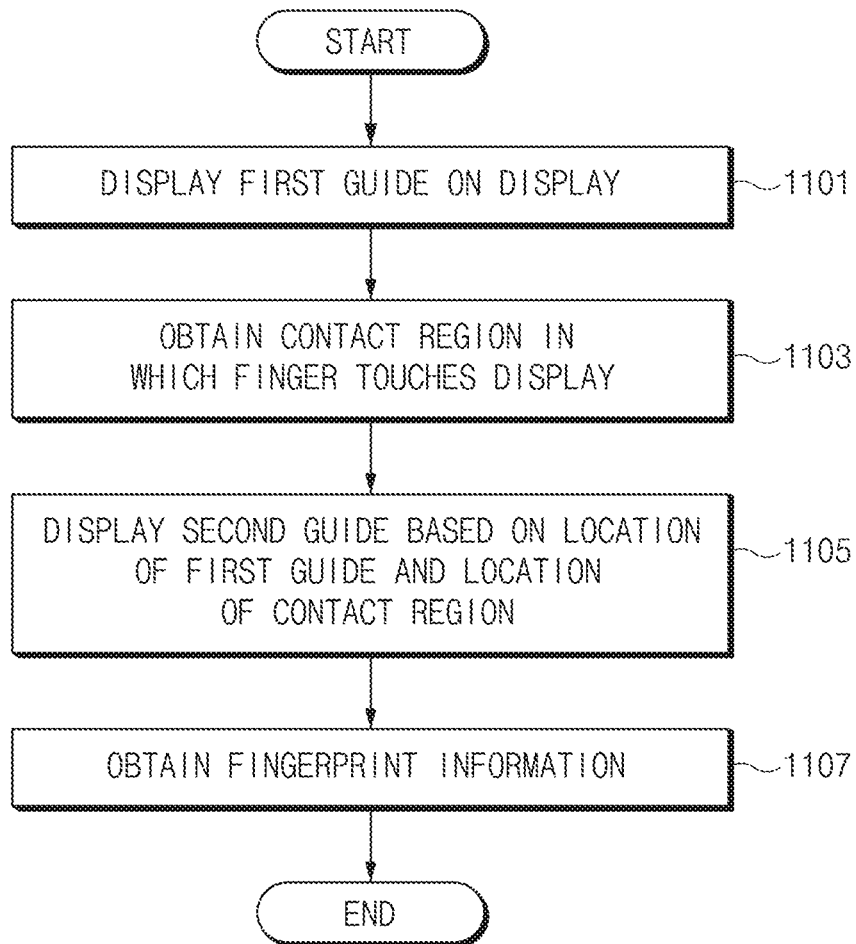 START
DISPLAY FIRST GUIDE ON DISPLAY
1101
OBTAIN CONTACT REGION IN
WHICH FINGER TOUCHES DISPLAY
1103
DISPLAY SECOND GUIDE BASED ON LOCATION
OF FIRST GUIDE AND LOCATION
OF CONTACT REGION
1105
OBTAIN FINGERPRINT INFORMATION
1107
END